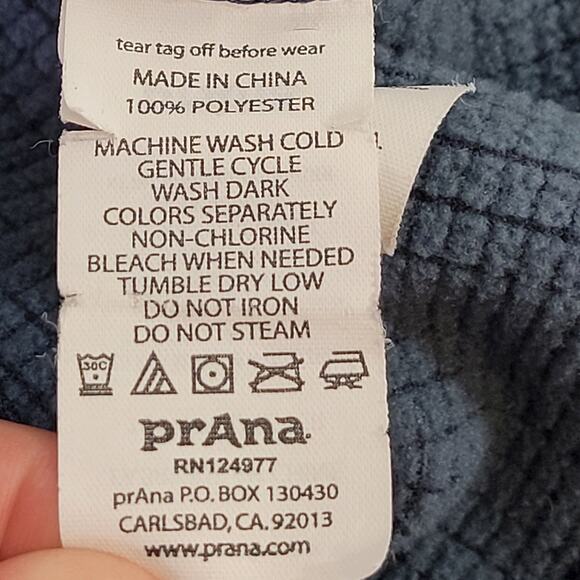 tear tag off before wear
MADE IN CHINA
100% POLYESTER
MACHINE WASH COLD
GENTLE CYCLE
WASH DARK
COLORS SEPARATELY
NON-CHLORINE
BLEACH WHEN NEEDED
TUMBLE DRY LOW
DO NOT IRON
DO NOT STEAM
30C
prAna
RN124977
prAna P.O. BOX 130430
CARLSBAD, CA. 92013
www.prana.com